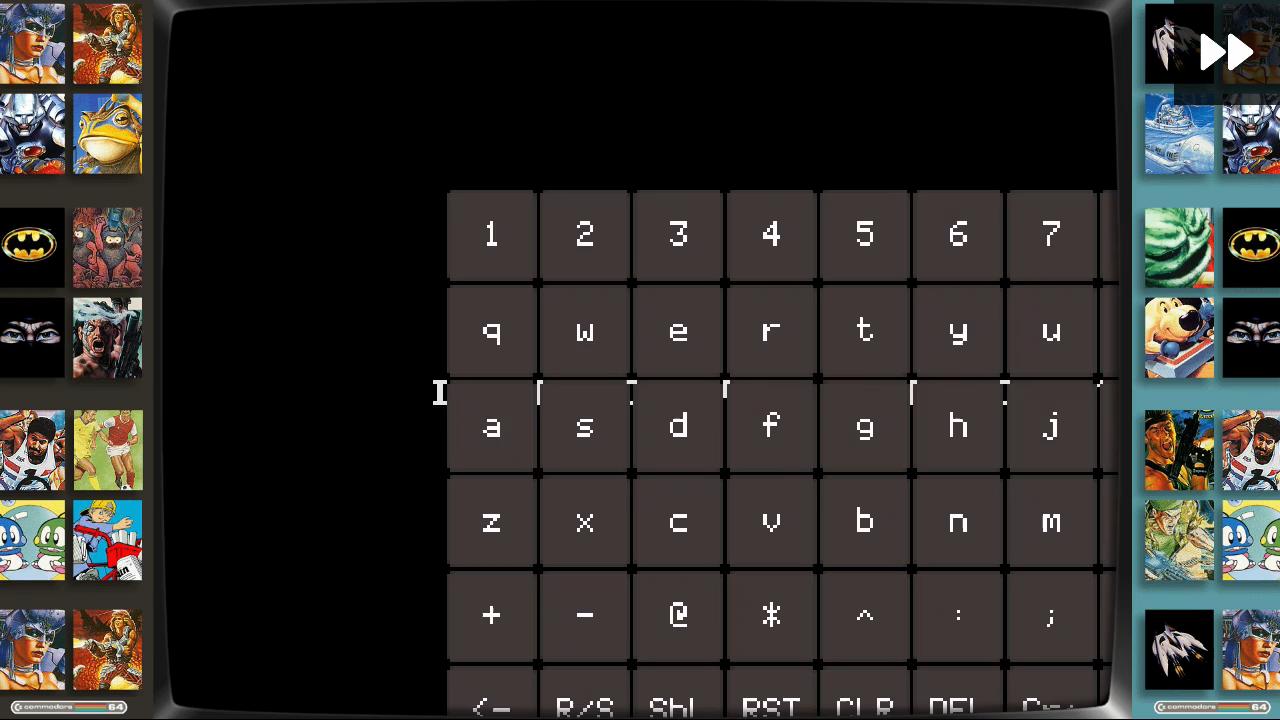 1 2 3 4 5 6 7
q w e r t y u
a s d f g h j
z x c v b n m
+ - @ * ^ : ;
commodore 64
commodore 64